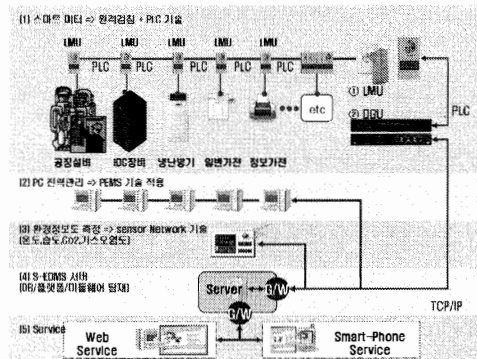 (1) 스마트 미터 => 원격검침 + PLC 기술
LMU LMU LMU LMU LMU
PLC PLC PLC PLC
etc
① LMU
② DCU
PLC
공장설비 IDC장비 냉난방기 일반가전 정보가전
(2) PC 전력관리 => PEMS 기술 적용
(3) 환경정보도 측정 => sensor Network 기술
(온도,습도,Co2,가스오염도)
(4) S-EDMS 서버
(DB/플랫폼/미들웨어 탑재)
Server G/W
G/W
TCP/IP
(5) Service
Web Service
Smart-Phone Service